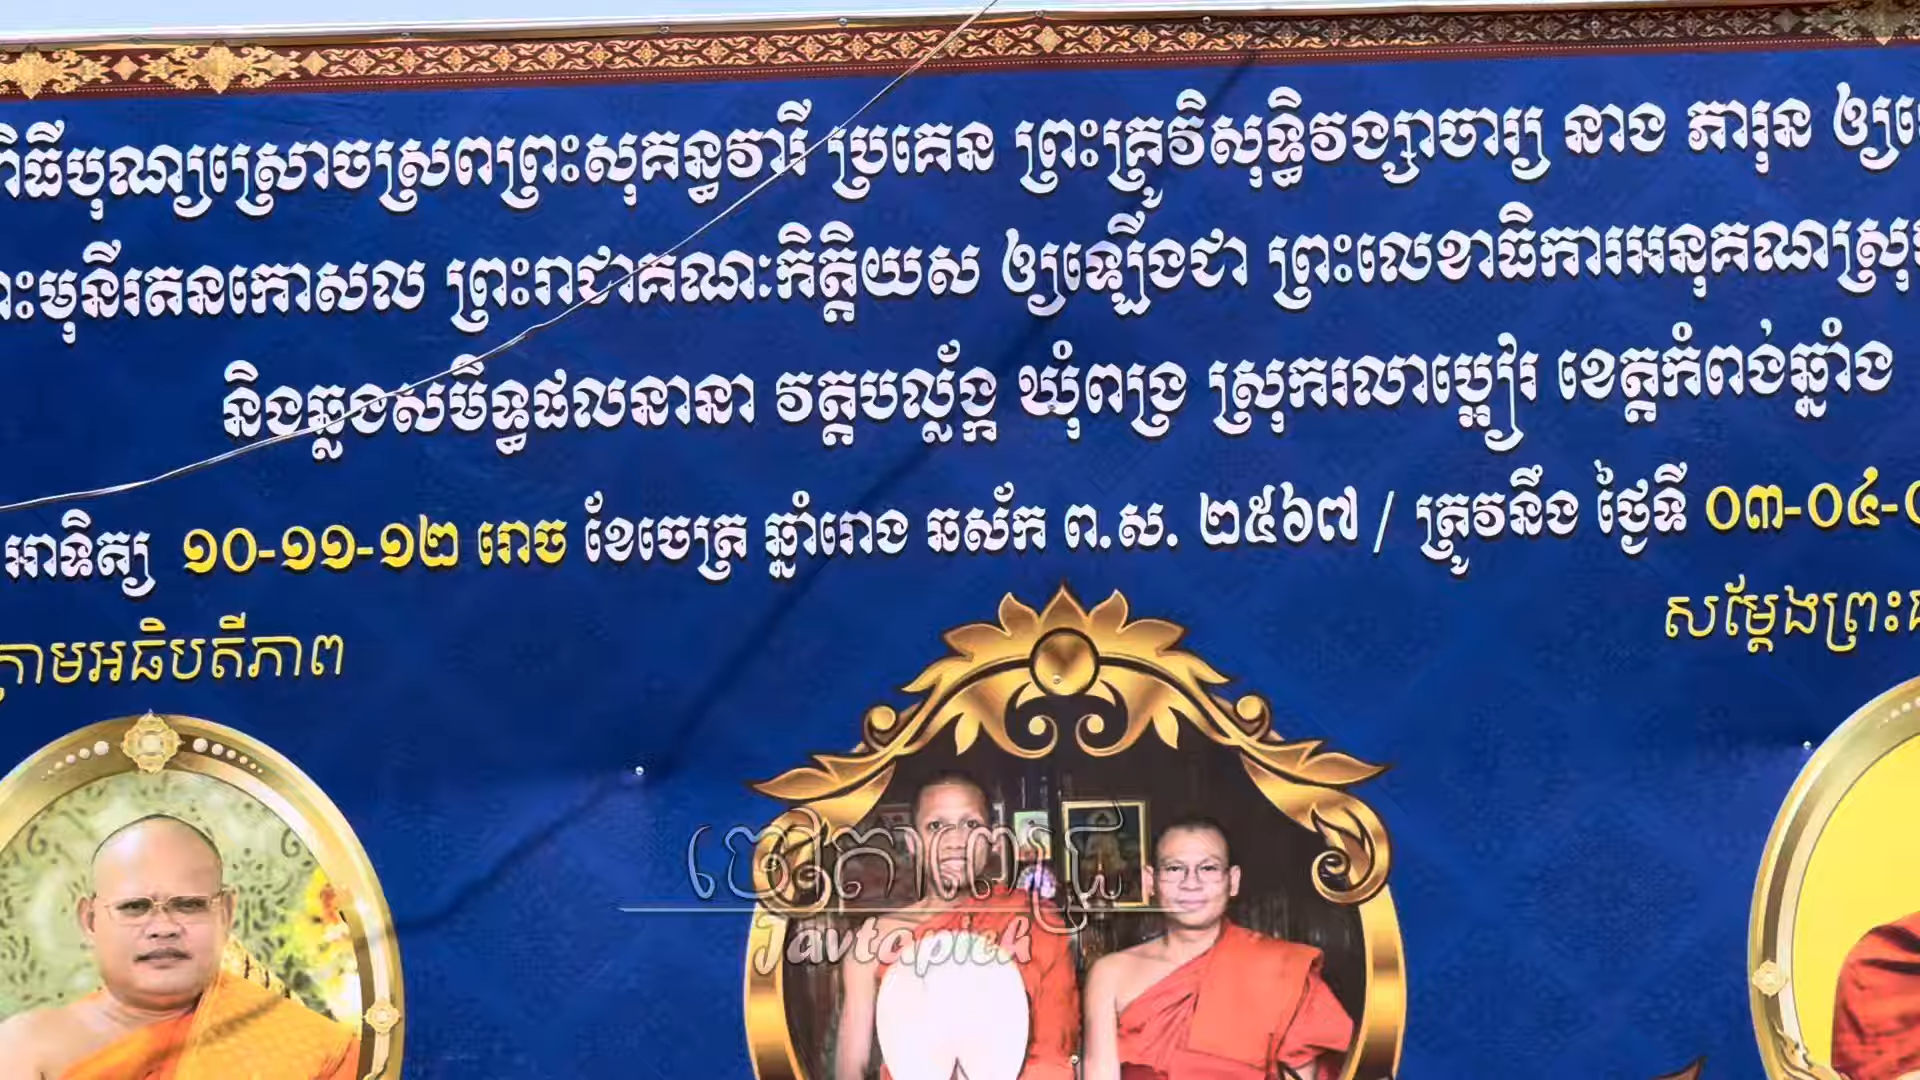 ពិធីបុណ្យស្រោចស្រពព្រះសុគន្ធវារី ប្រគេន ព្រះគ្រូវិសុទ្ធិវង្សាចារ្យ នាង ភារុន ឲ្យ
មុនីរតនកោសល ព្រះរាជាគណៈកិត្តិយស ឲ្យឡើងជា ព្រះលេខាធិការអនុគណស្រុក
និងឆ្លងសមិទ្ធផលនានា វត្តបល្ល័ង្ក ឃុំពង្រ ស្រុករលាប្អៀរ ខេត្តកំពង់ឆ្នាំង
អាទិត្យ ១០-១១-១២ រោច ខែចេត្រ ឆ្នាំរោង ឆស័ក ព.ស. ២៥៦៧ / ត្រូវនឹង ថ្ងៃទី ០៣-០៤-០
ក្រោមអធិបតីភាព
សម្តែងព្រះ
ចៅតាពេជ្រ
Javtapich